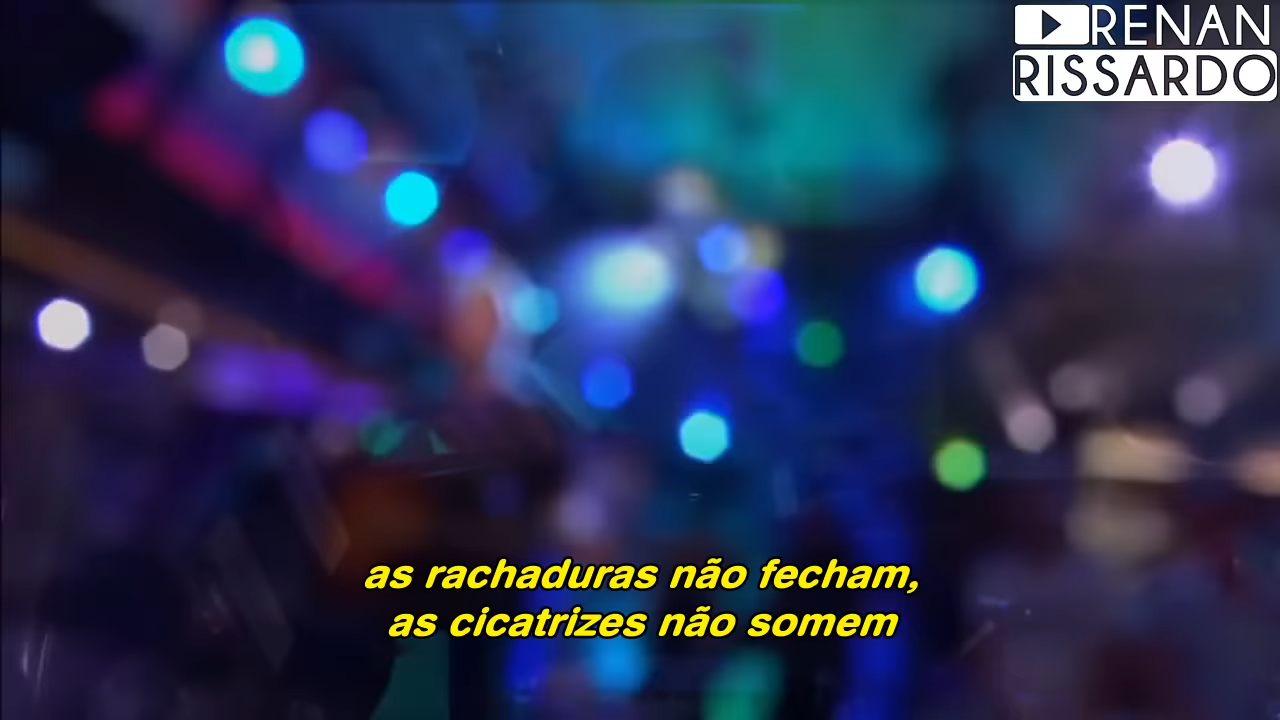 RENAN
RISSARDO
as rachaduras não fecham,
as cicatrizes não somem